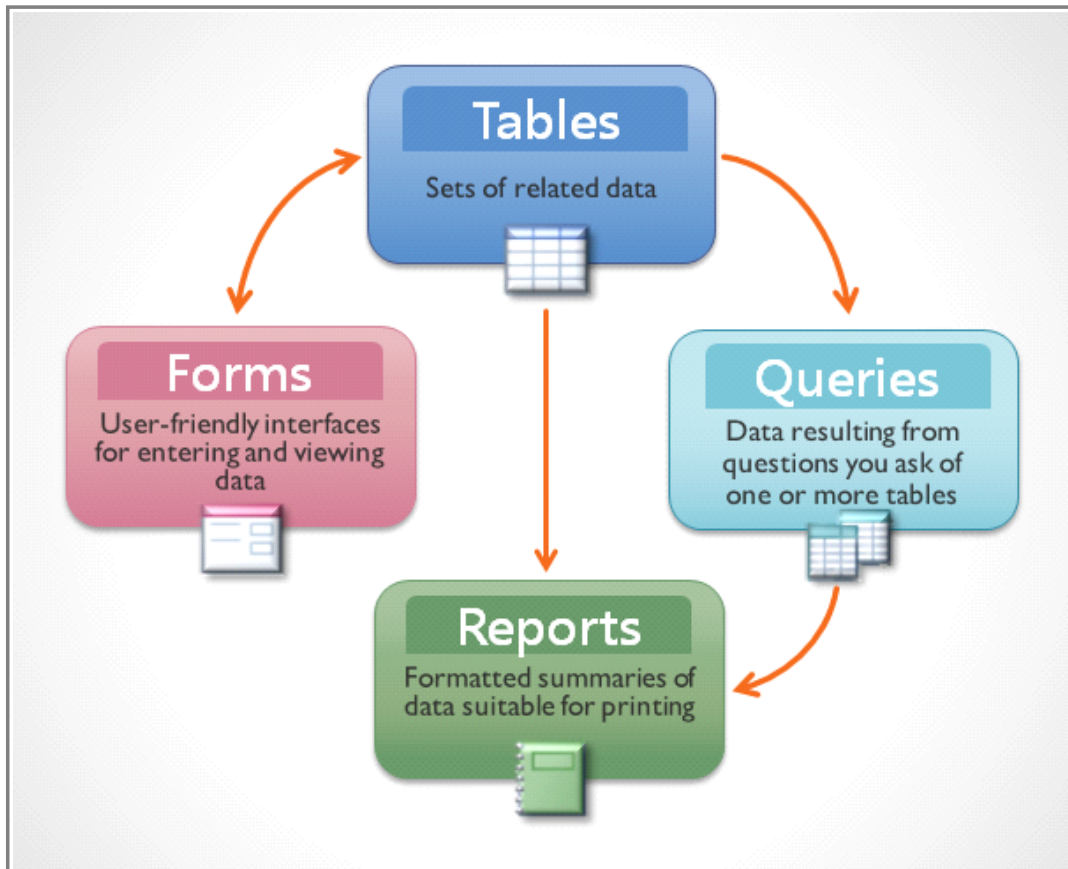 Tables
Sets of related data
Forms
User-friendly interfaces
for entering and viewing
data
Queries
Data resulting from
questions you ask of
one or more tables
Reports
Formatted summaries of
data suitable for printing